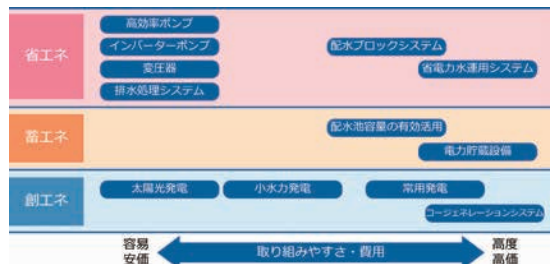 省エネ
高効率ポンプ
インバーターポンプ
変圧器
排水処理システム
配水ブロックシステム
省電力水運用システム
蓄エネ
配水池容量の有効活用
電力貯蔵設備
創エネ
太陽光発電
小水力発電
常用発電
コージェネレーションシステム
容易
安価
取り組みやすさ・費用
高度
高価